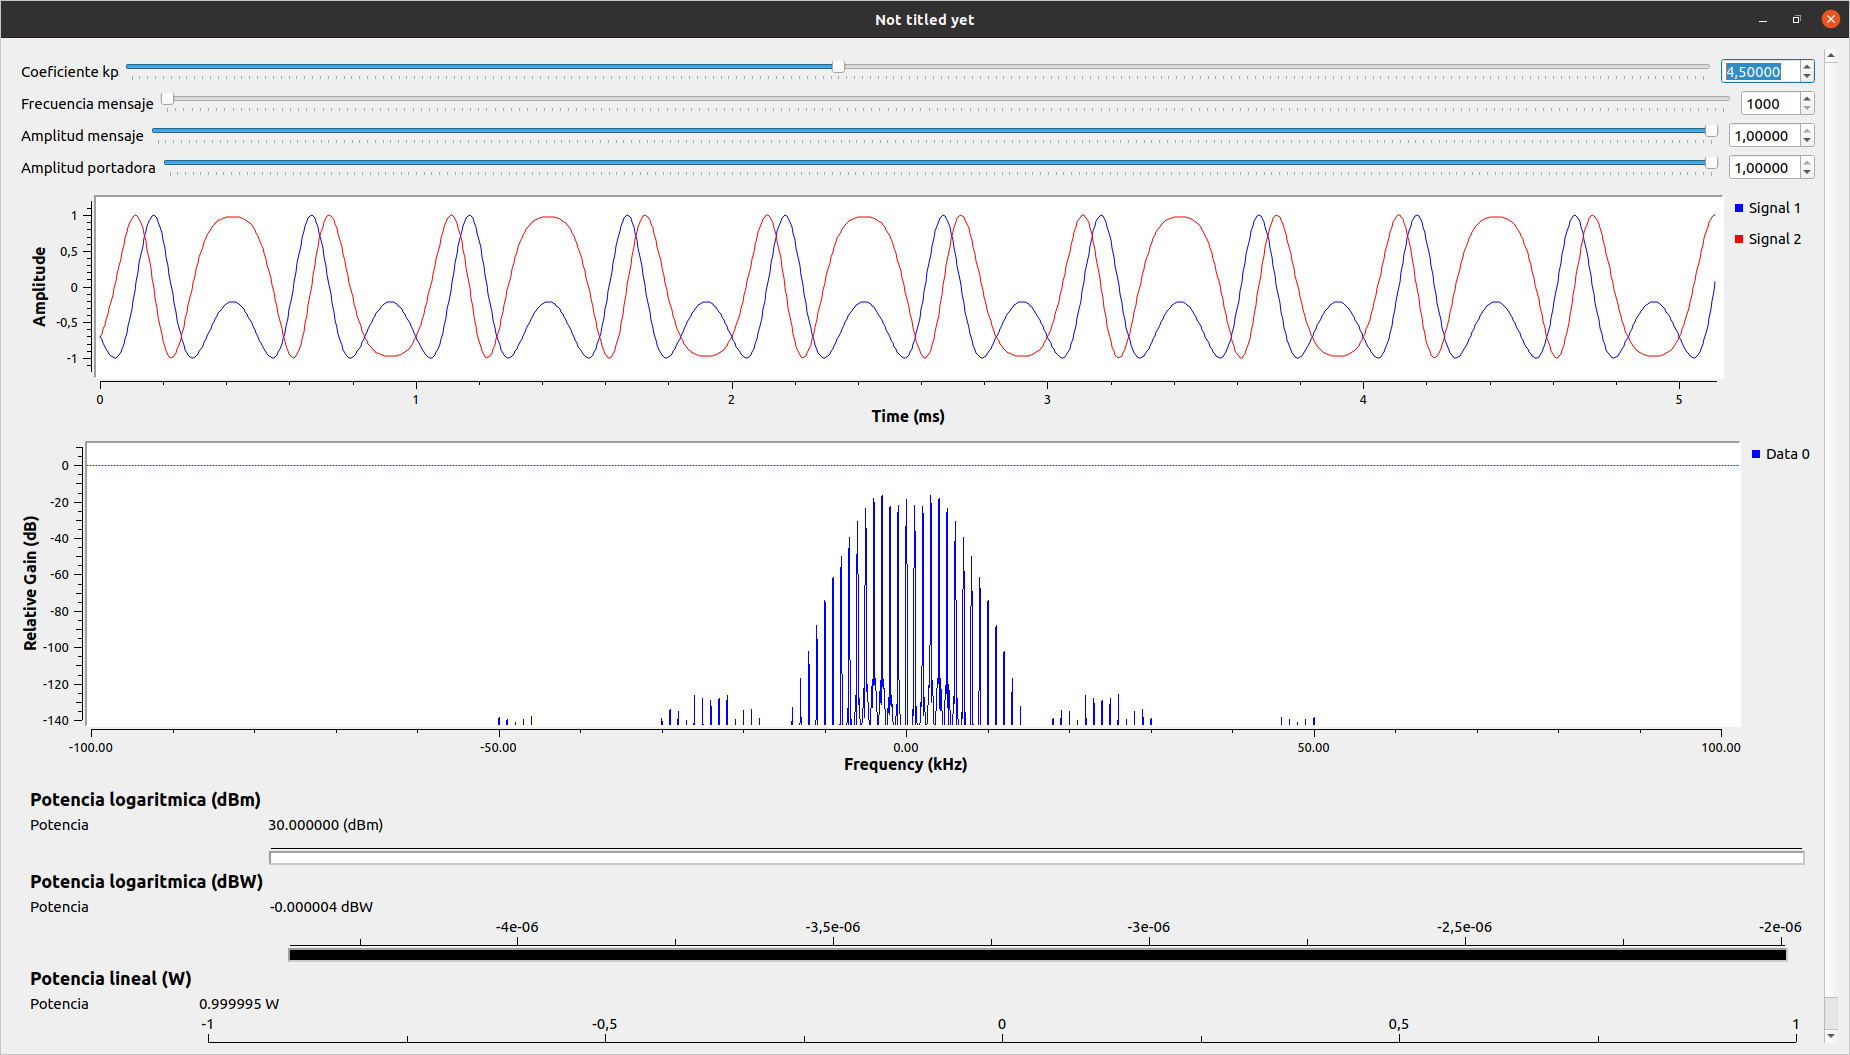 Not titled yet
Coeficiente kp 4,50000
Frecuencia mensaje 1000
Amplitud mensaje 1,00000
Amplitud portadora 1,00000
Signal 1
Signal 2
Amplitude
1
0,5
0
-0,5
-1
0 1 2 3 4 5
Time (ms)
Data 0
Relative Gain (dB)
0
-20
-40
-60
-80
-100
-120
-140
-100.00 -50.00 0.00 50.00 100.00
Frequency (kHz)
Potencia logaritmica (dBm)
Potencia 30.000000 (dBm)
Potencia logaritmica (dBW)
Potencia -0.000004 dBW
-4e-06 -3,5e-06 -3e-06 -2,5e-06 -2e-06
Potencia lineal (W)
Potencia 0.999995 W
-1 -0,5 0 0,5 1